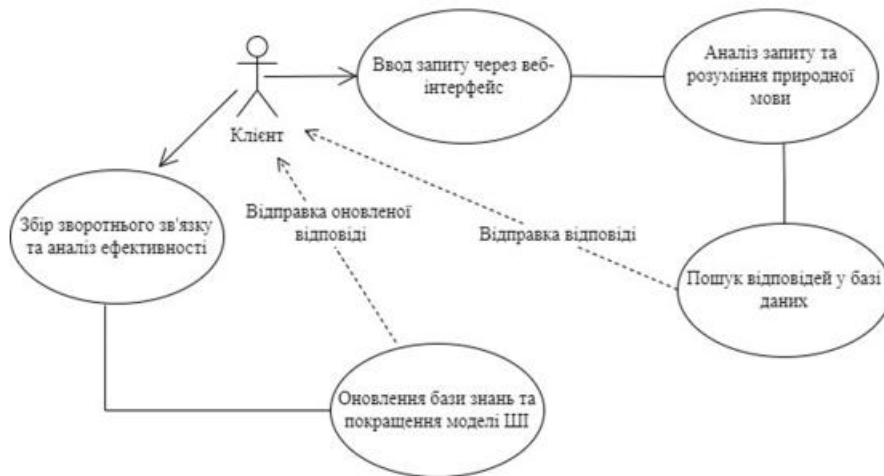 Ввод запиту через веб-
інтерфейс
Аналіз запиту та
розуміння природної
мови
Клієнт
Збір зворотнього зв'язку
та аналіз ефективності
Відправка оновленої
відповіді
Відправка відповіді
Пошук відповідей у базі
даних
Оновлення бази знань та
покращення моделі ШІ